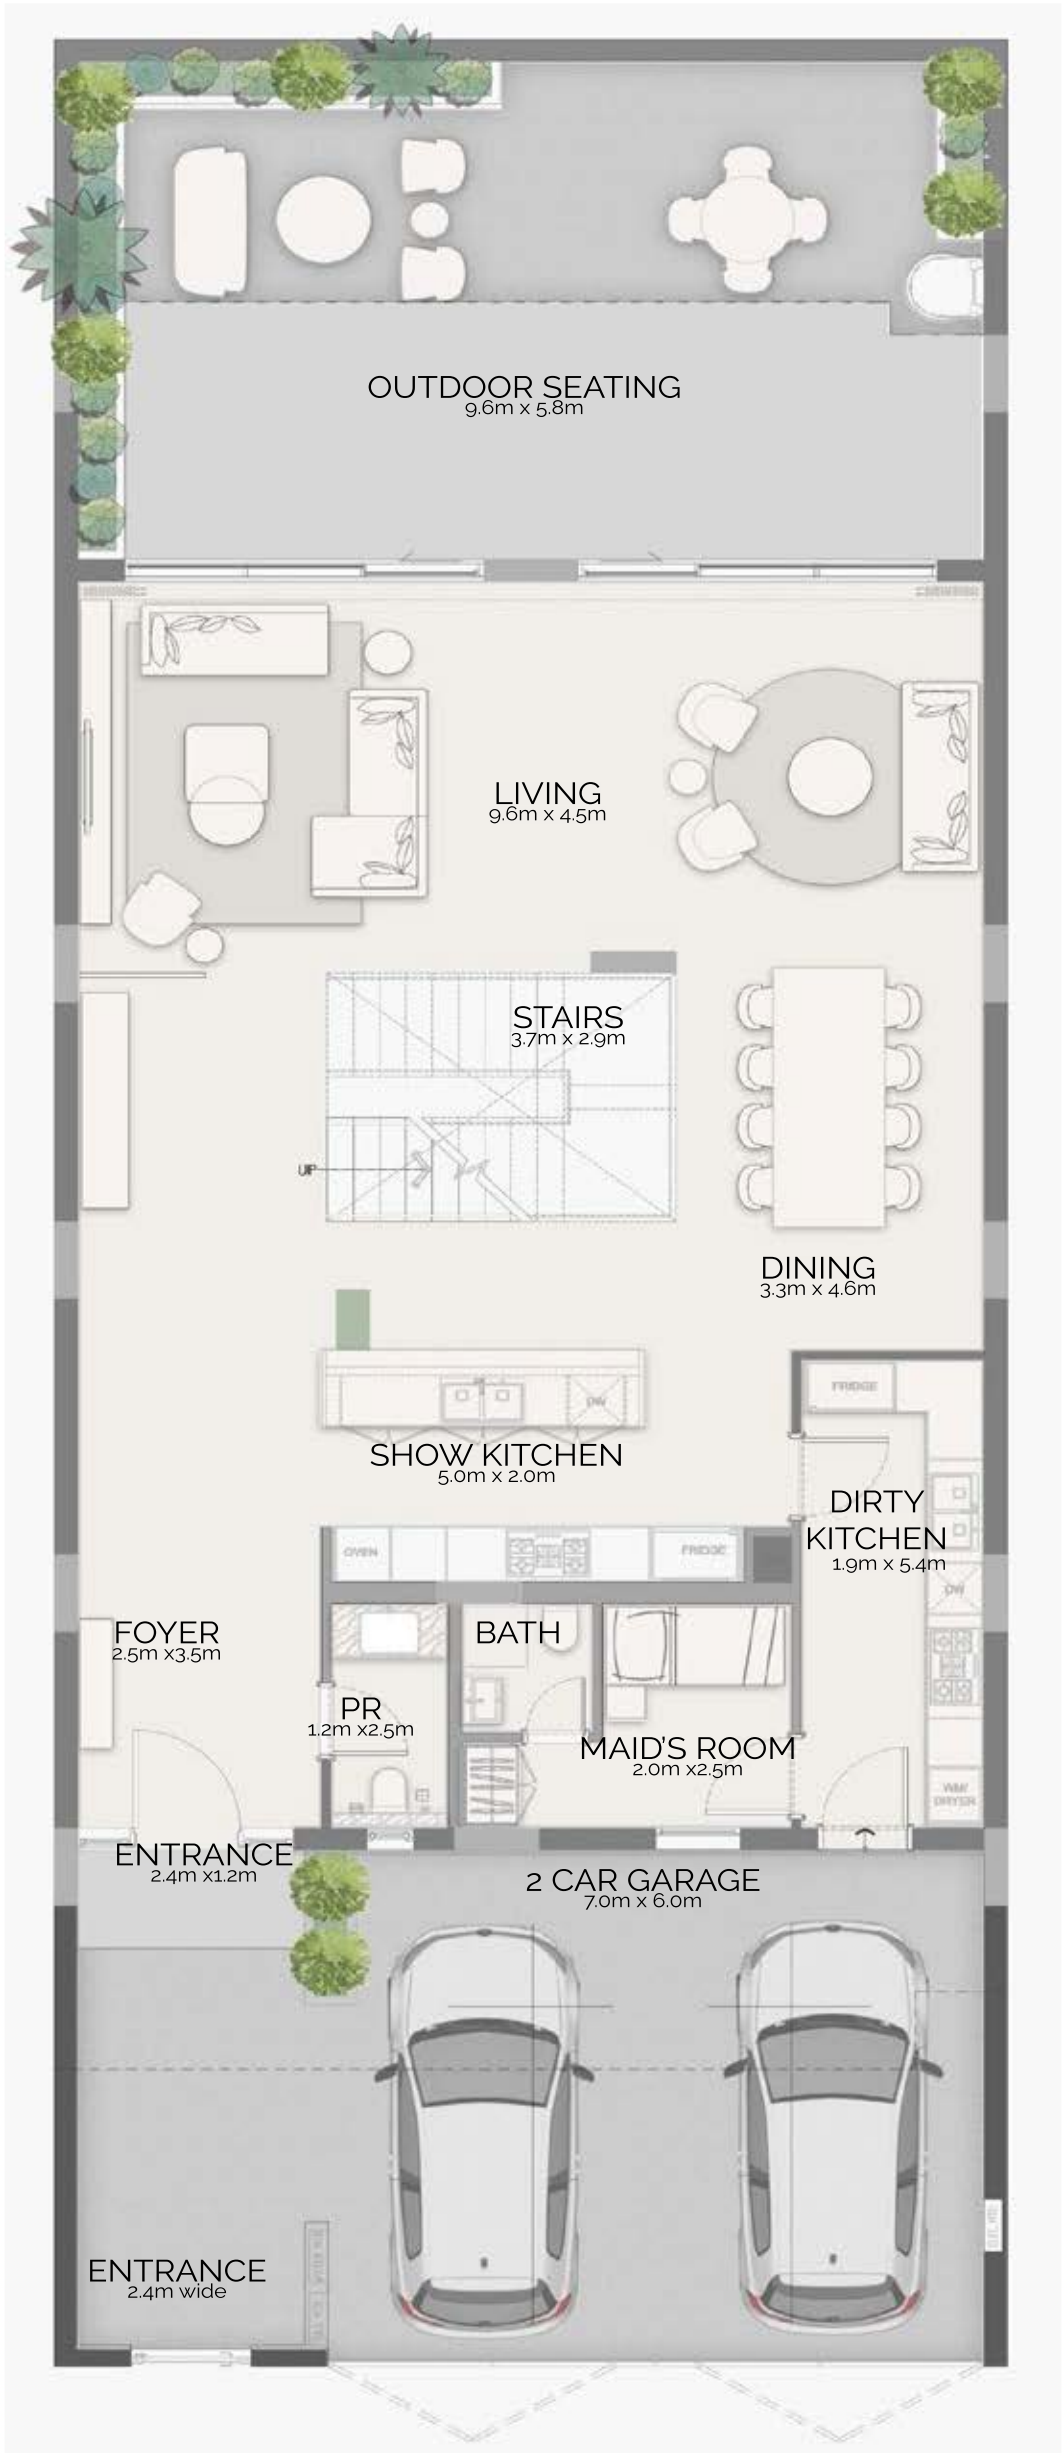 OUTDOOR SEATING
9.6m x 5.8m
LIVING
9.6m x 4.5m
STAIRS
3.7m x 2.9m
UP
DINING
3.3m x 4.6m
FRIDGE
DW
SHOW KITCHEN
5.0m x 2.0m
DIRTY
KITCHEN
1.9m x 5.4m
OVEN
FRIDGE
DW
FOYER
2.5m x3.5m
BATH
PR
1.2m x2.5m
MAID'S ROOM
2.0m x2.5m
WM/
DRYER
ENTRANCE
2.4m x1.2m
2 CAR GARAGE
7.0m x 6.0m
ENTRANCE
2.4m wide